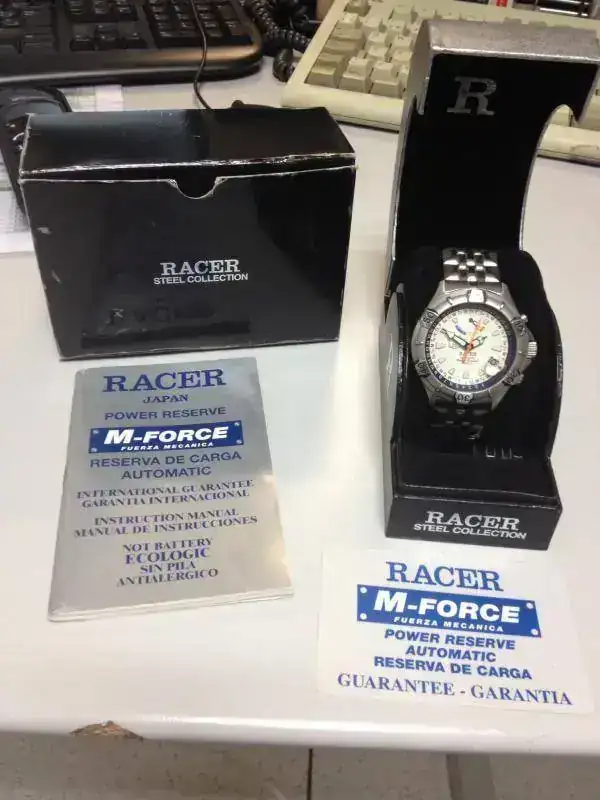 R
RACER
STEEL COLLECTION
RACER
JAPAN
POWER RESERVE
M-FORCE
FUERZA MECANICA
RESERVA DE CARGA
AUTOMATIC
INTERNATIONAL GUARANTEE
GARANTIA INTERNACIONAL
INSTRUCTION MANUAL
MANUAL DE INSTRUCCIONES
NOT BATTERY
ECOLOGIC
SIN PILA
ANTIALERGICO
RACER
RACER
STEEL COLLECTION
RACER
M-FORCE
FUERZA MECANICA
POWER RESERVE
AUTOMATIC
RESERVA DE CARGA
GUARANTEE - GARANTIA